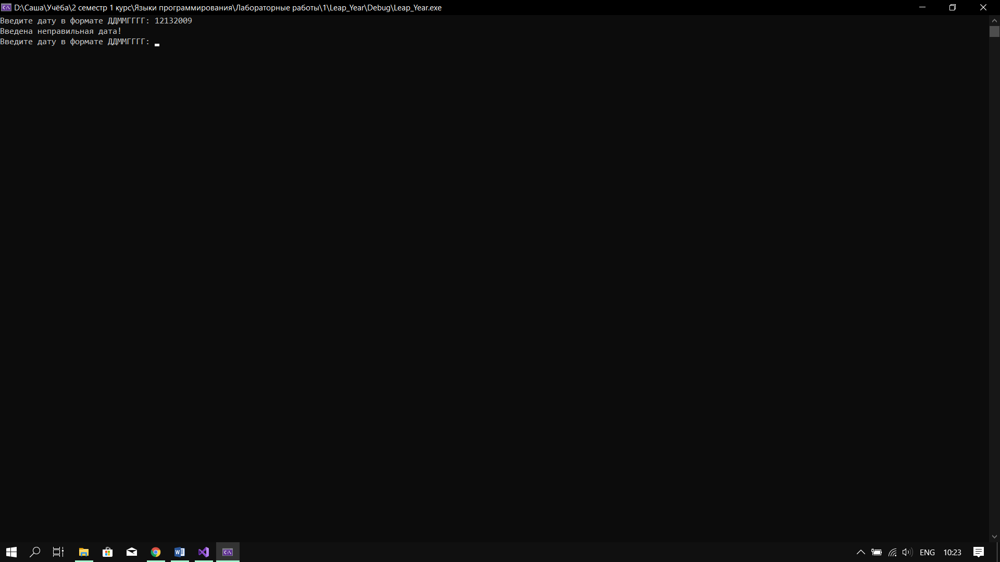 D:\Саша\Учёба\2 семестр 1 курс\Языки программирования\Лабораторные работы\1\Leap_Year\Debug\Leap_Year.exe
Введите дату в формате ДДММГГГГ: 12132009
Введена неправильная дата!
Введите дату в формате ДДММГГГГ:
ENG 10:23